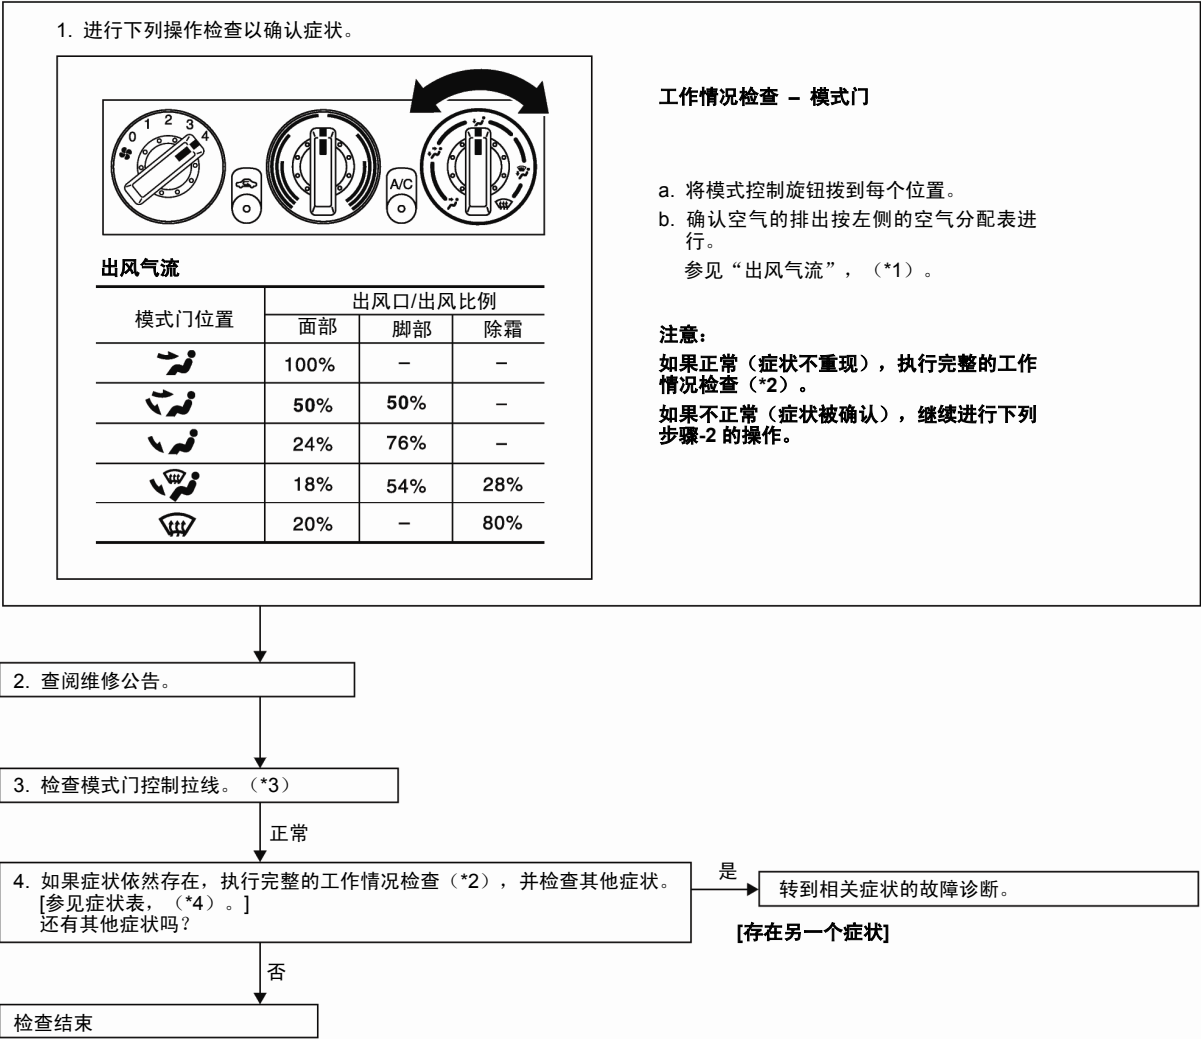 1. 进行下列操作检查以确认症状。
0 1 2 3 4
A/C
出风气流
模式门位置
出风口/出风比例
面部 脚部 除霜
100% – –
50% 50% –
24% 76% –
18% 54% 28%
20% – 80%
工作情况检查 – 模式门
a. 将模式控制旋钮拨到每个位置。
b. 确认空气的排出按左侧的空气分配表进
行。
参见“出风气流”，（*1）。
注意：
如果正常（症状不重现），执行完整的工作
情况检查（*2）。
如果不正常（症状被确认），继续进行下列
步骤-2 的操作。
2. 查阅维修公告。
3. 检查模式门控制拉线。（*3）
正常
4. 如果症状依然存在，执行完整的工作情况检查（*2），并检查其他症状。
[参见症状表，（*4）。]
还有其他症状吗？
是
转到相关症状的故障诊断。
[存在另一个症状]
否
检查结束